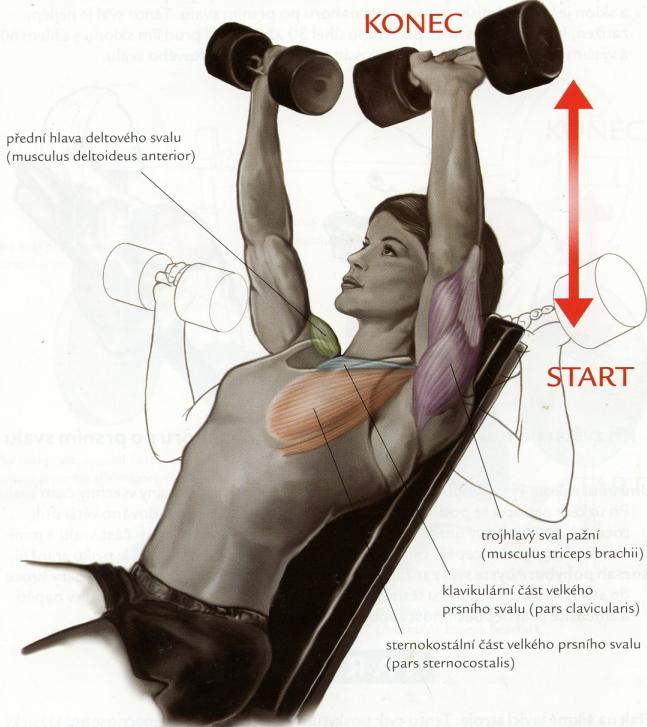 KONEC
přední hlava deltového svalu
(musculus deltoideus anterior)
START
trojhlavý sval pažní
(musculus triceps brachii)
klavikulární část velkého
prsního svalu (pars clavicularis)
sternokostální část velkého prsního svalu
(pars sternocostalis)